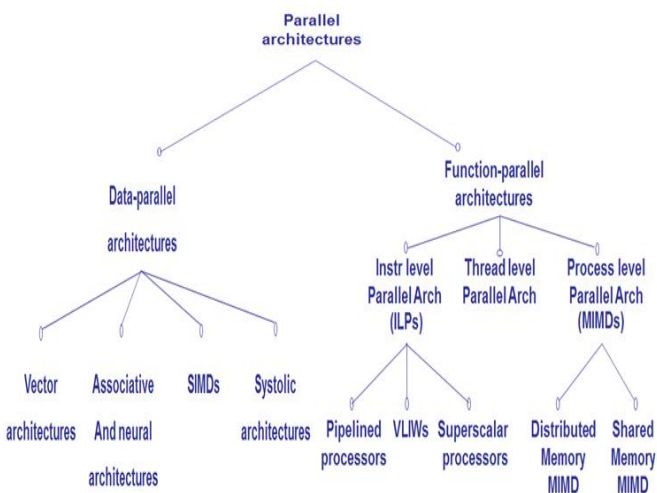 Parallel
architectures
Data-parallel
architectures
Function-parallel
architectures
Instr level
Parallel Arch
(ILPs)
Thread level
Parallel Arch
Process level
Parallel Arch
(MIMDs)
Vector
architectures
Associative
And neural
architectures
SIMDs
Systolic
architectures
Pipelined
processors
VLIWs
Superscalar
processors
Distributed
Memory
MIMD
Shared
Memory
MIMD